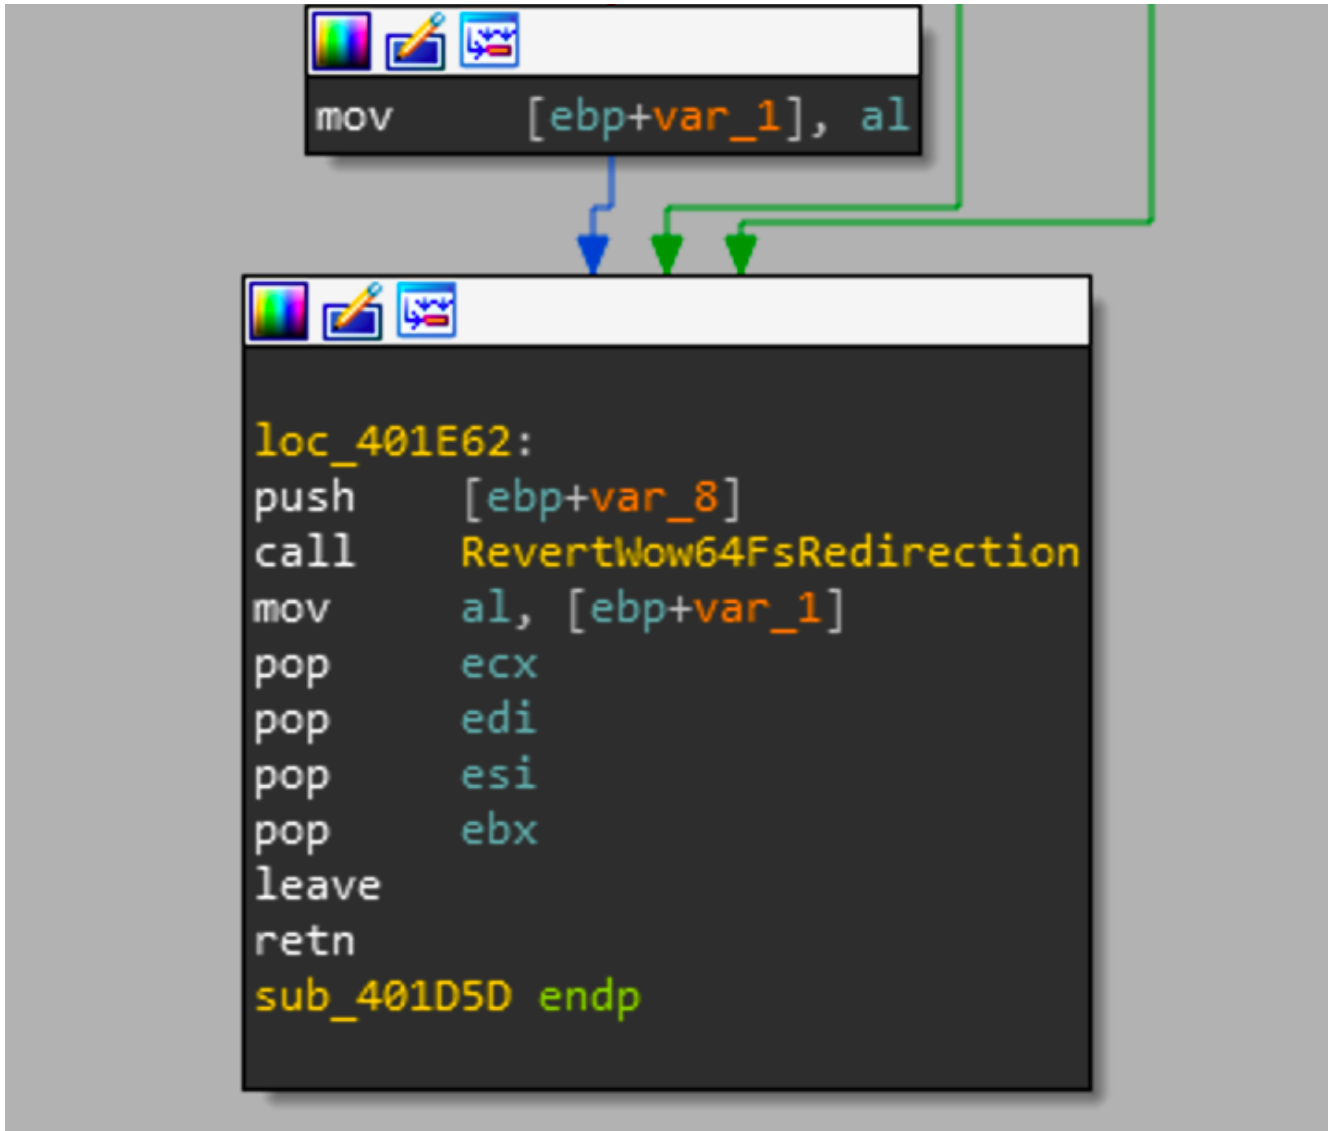 mov [ebp+var_1], al
loc_401E62:
push [ebp+var_8]
call RevertWow64FsRedirection
mov al, [ebp+var_1]
pop ecx
pop edi
pop esi
pop ebx
leave
retn
sub_401D5D endp